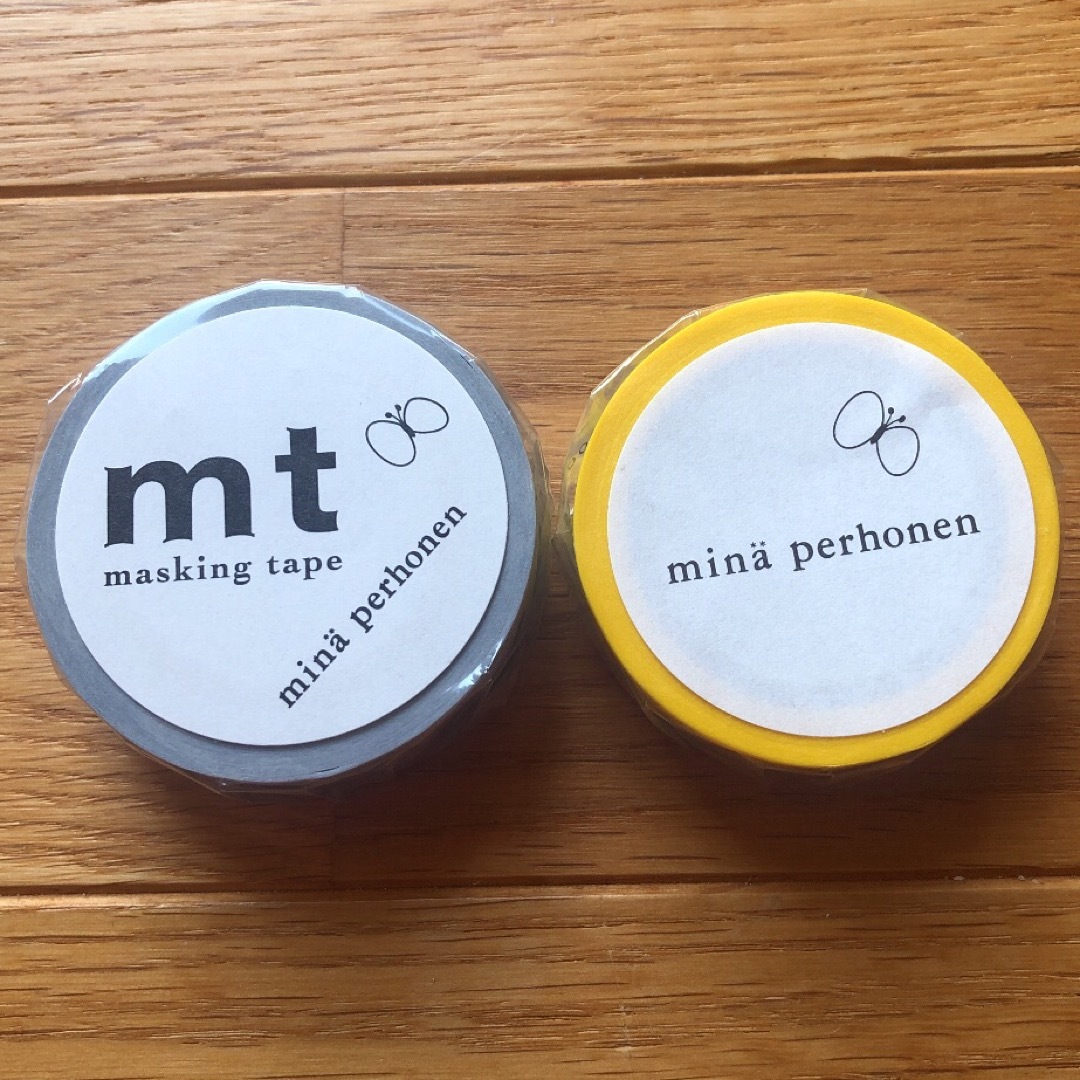 mt
masking tape
minä perhonen
minä perhonen